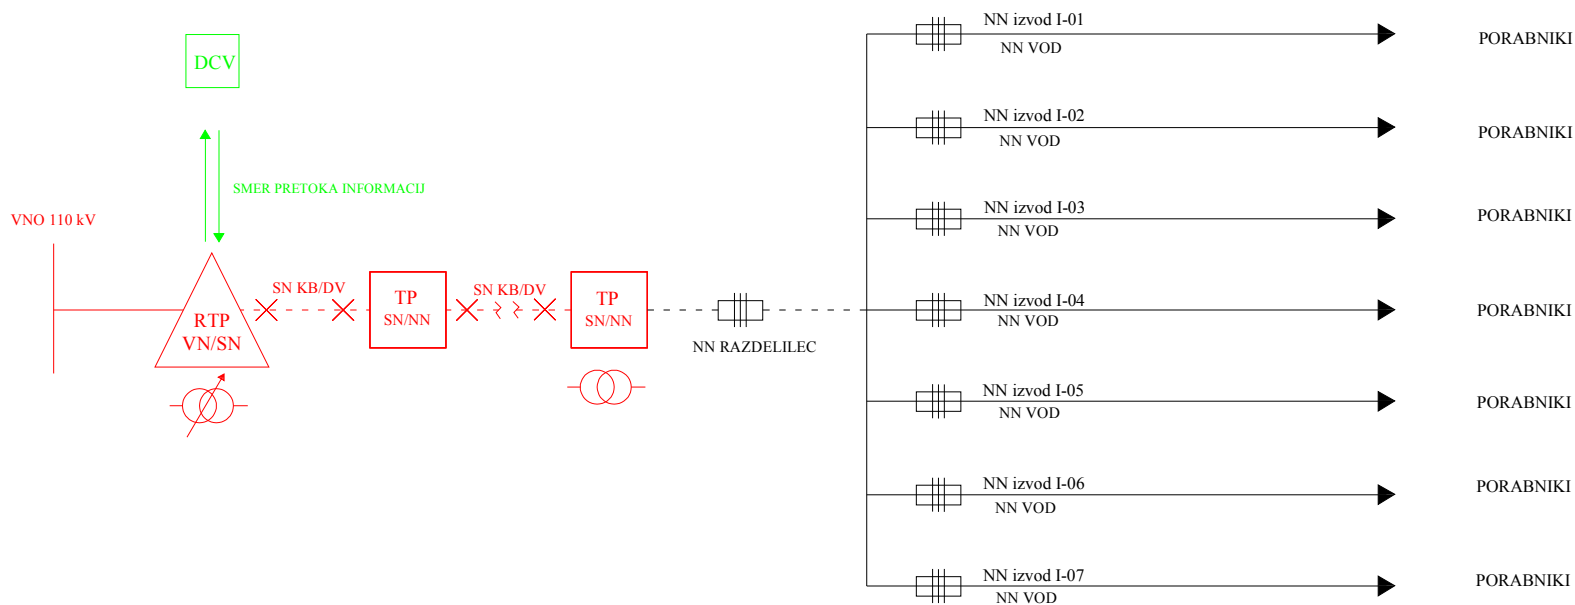 DCV
SMER PRETOKA INFORMACIJ
VNO 110 kV
RTP
VN/SN
SN KB/DV
TP
SN/NN
SN KB/DV
TP
SN/NN
NN RAZDELILEC
NN izvod I-01
NN VOD
PORABNIKI
NN izvod I-02
NN VOD
PORABNIKI
NN izvod I-03
NN VOD
PORABNIKI
NN izvod I-04
NN VOD
PORABNIKI
NN izvod I-05
NN VOD
PORABNIKI
NN izvod I-06
NN VOD
PORABNIKI
NN izvod I-07
NN VOD
PORABNIKI